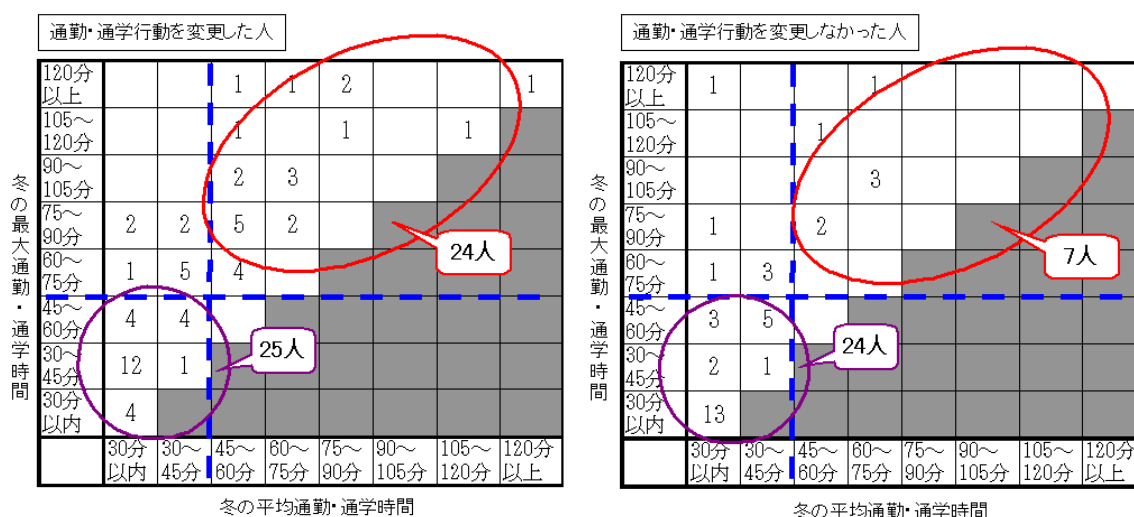 通勤・通学行動を変更した人
120分以上 1 1 2 1
105～120分 1 1 1
90～105分 2 3
75～90分 2 2 5 2
60～75分 1 5 4
45～60分 4 4
30～45分 12 1
30分以内 4
24人
25人
30分以内 30～45分 45～60分 60～75分 75～90分 90～105分 105～120分 120分以上
冬の最大通勤・通学時間
冬の平均通勤・通学時間
通勤・通学行動を変更しなかった人
120分以上 1 1
105～120分 1
90～105分 3
75～90分 1 2
60～75分 1 3
45～60分 3 5
30～45分 2 1
30分以内 13
7人
24人
30分以内 30～45分 45～60分 60～75分 75～90分 90～105分 105～120分 120分以上
冬の最大通勤・通学時間
冬の平均通勤・通学時間